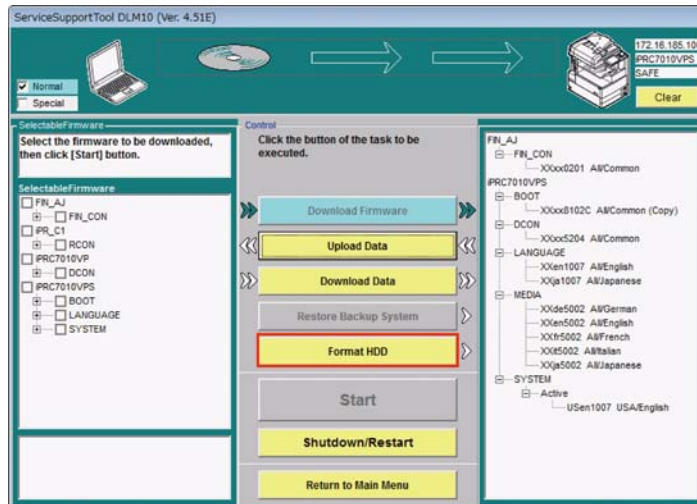 ServiceSupportTool DLM10 (Ver. 4.51E)
Normal
Special
172.16.185.10
iPRC7010VPS
SAFE
Clear
SelectableFirmware
Select the firmware to be downloaded,
then click [Start] button.
SelectableFirmware
FIN_AJ
FIN_CON
iPR_C1
RCON
iPRC7010VP
DCON
iPRC7010VPS
BOOT
LANGUAGE
SYSTEM
Control
Click the button of the task to be
executed.
Download Firmware
Upload Data
Download Data
Restore Backup System
Format HDD
Start
Shutdown/Restart
Return to Main Menu
FIN_AJ
FIN_CON
XXxx0201 All/Common
iPRC7010VPS
BOOT
XXxx8102C All/Common (Copy)
DCON
XXxx5204 All/Common
LANGUAGE
XXen1007 All/English
XXja1007 All/Japanese
MEDIA
XXde5002 All/German
XXen5002 All/English
XXfr5002 All/French
XXit5002 All/Italian
XXja5002 All/Japanese
SYSTEM
Active
USen1007 USA/English